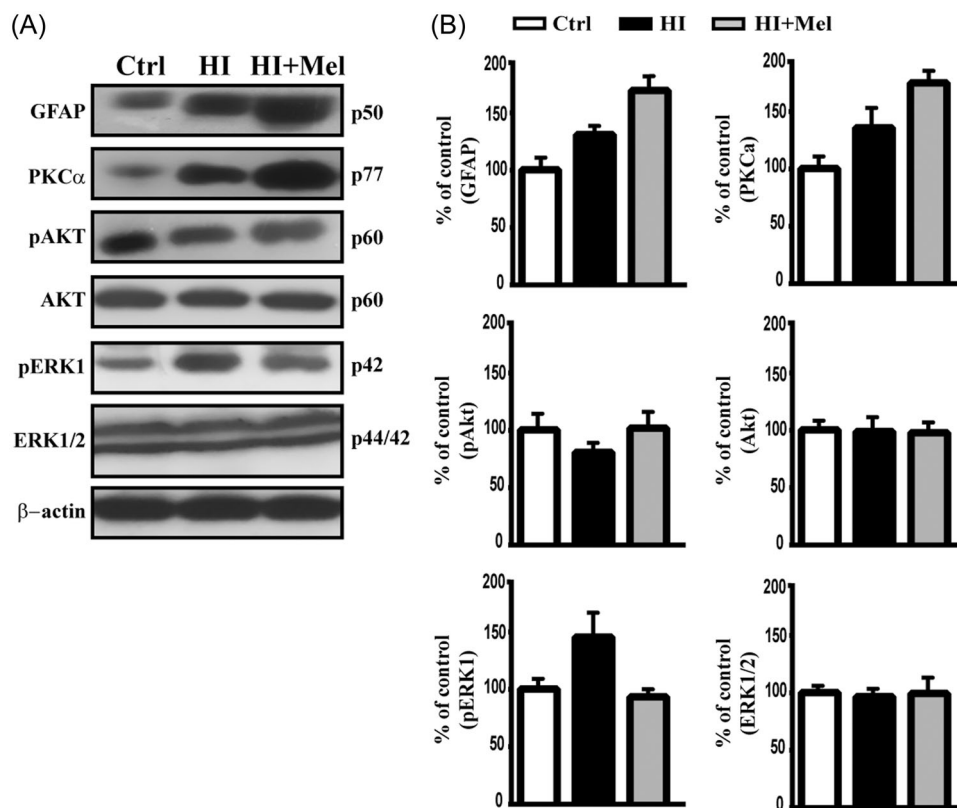 (A)
Ctrl HI HI+Mel
GFAP p50
PKCα p77
pAKT p60
AKT p60
pERK1 p42
ERK1/2 p44/42
β-actin
(B)
Ctrl HI HI+Mel
200
150
100
50
0
% of control
(GFAP)
200
150
100
50
0
% of control
(PKCa)
200
150
100
50
0
% of control
(pAkt)
200
150
100
50
0
% of control
(Akt)
200
150
100
50
0
% of control
(pERK1)
200
150
100
50
0
% of control
(ERK1/2)